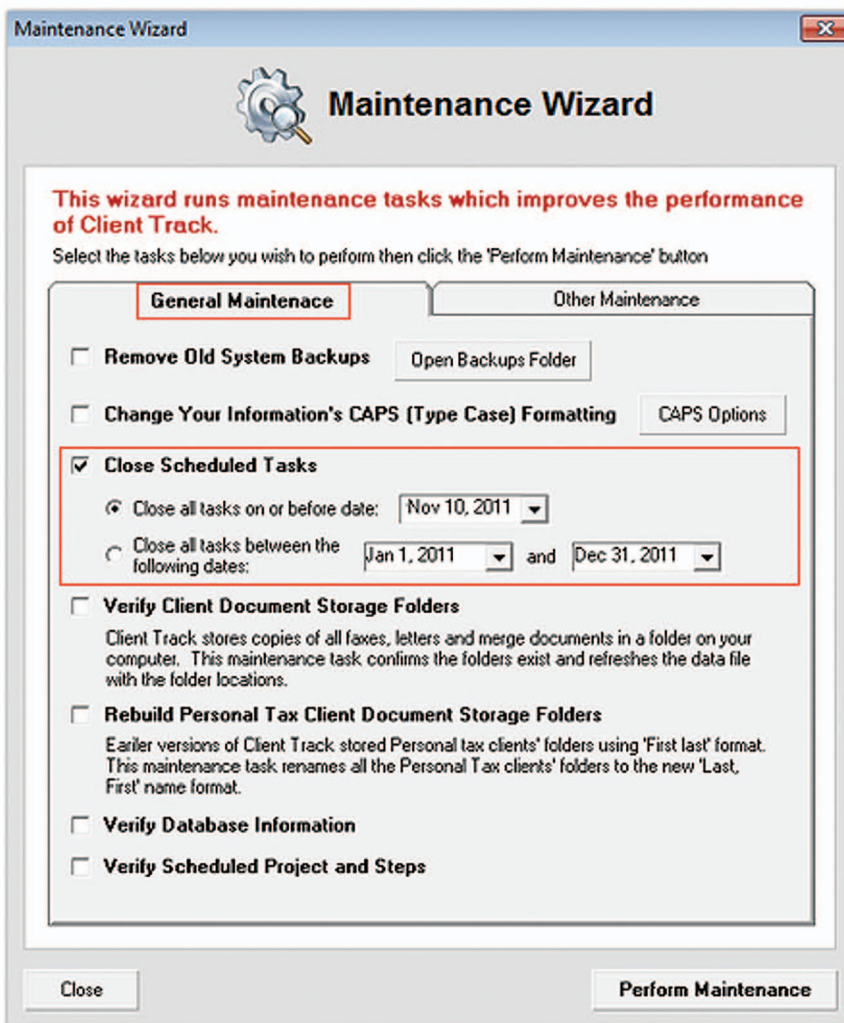 Maintenance Wizard
Maintenance Wizard
This wizard runs maintenance tasks which improves the performance
of Client Track.
Select the tasks below you wish to perform then click the 'Perform Maintenance' button
General Maintenace
Other Maintenance
Remove Old System Backups
Open Backups Folder
Change Your Information's CAPS (Type Case) Formatting
CAPS Options
Close Scheduled Tasks
Close all tasks on or before date:
Nov 10, 2011
Close all tasks between the
following dates:
Jan 1, 2011
and
Dec 31, 2011
Verify Client Document Storage Folders
Client Track stores copies of all faxes, letters and merge documents in a folder on your
computer. This maintenance task confirms the folders exist and refreshes the data file
with the folder locations.
Rebuild Personal Tax Client Document Storage Folders
Eariler versions of Client Track stored Personal tax clients' folders using 'First last' format.
This maintenance task renames all the Personal Tax clients' folders to the new 'Last,
First' name format.
Verify Database Information
Verify Scheduled Project and Steps
Close
Perform Maintenance